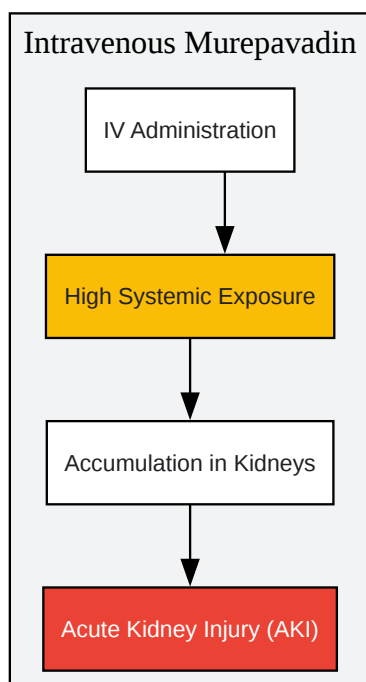 Intravenous Murepavadin
IV Administration
High Systemic Exposure
Accumulation in Kidneys
Acute Kidney Injury (AKI)